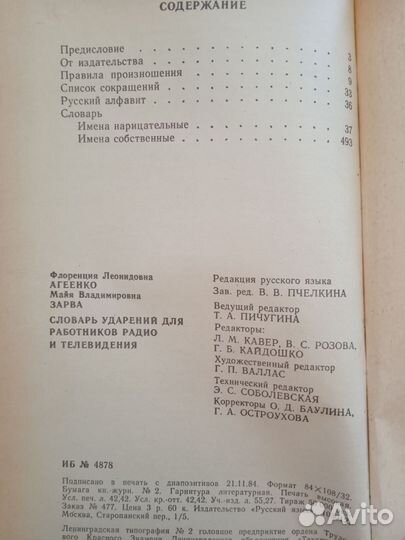 СОДЕРЖАНИЕ
Предисловие . . . . . . . . . . 3
От издательства . . . . . . . . . 8
Правила произношения . . . . . . . 9
Список сокращений . . . . . . . . 33
Русский алфавит . . . . . . . . . 36
Словарь
Имена нарицательные . . . . . . . 37
Имена собственные . . . . . . . . 493
Флоренция Леонидовна
АГЕЕНКО
Майя Владимировна
ЗАРВА
СЛОВАРЬ УДАРЕНИЙ ДЛЯ
РАБОТНИКОВ РАДИО
И ТЕЛЕВИДЕНИЯ
Редакция русского языка
Зав. ред. В. В. ПЧЕЛКИНА
Ведущий редактор
Т. А. ПИЧУГИНА
Редакторы:
Л. М. КАВЕР, В. С. РОЗОВА,
Г. Б. КАЙДОШКО
Художественный редактор
Г. П. ВАЛЛАС
Технический редактор
Э. С. СОБОЛЕВСКАЯ
Корректоры О. Д. БАУЛИНА,
Г. А. ОСТРОУХОВА
ИБ № 4878
Подписано в печать с диапозитивов 21.11.84. Формат 84×108/32.
Бумага кн.-журн. № 2. Гарнитура литературная. Печать высокая.
Усл. печ. л. 42,42. Усл. кр.-отт. 42,42. Уч.-изд. л. 55,27. Тираж
Заказ № 477. Цена 3 р. 60 к. Издательство «Русский язык»
Москва, Старопанский пер., 1/5.
Ленинградская типография № 2 головное предприятие ордена
Avito